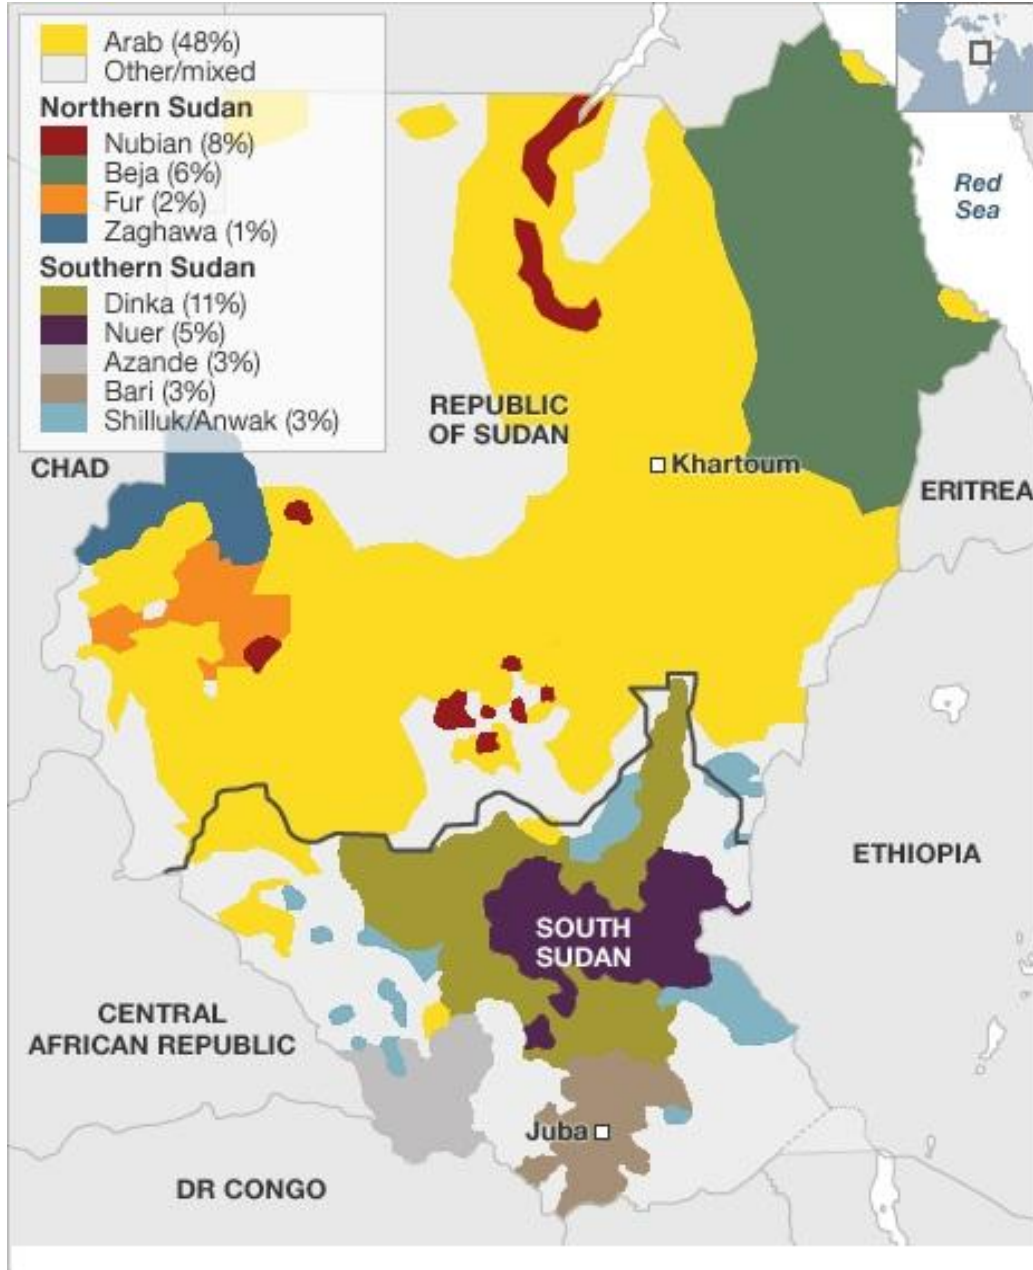 Arab (48%)
Other/mixed
Northern Sudan
Nubian (8%)
Beja (6%)
Fur (2%)
Zaghawa (1%)
Southern Sudan
Dinka (11%)
Nuer (5%)
Azande (3%)
Bari (3%)
Shilluk/Anwak (3%)
Red
Sea
REPUBLIC
OF SUDAN
Khartoum
CHAD
ERITREA
ETHIOPIA
SOUTH
SUDAN
CENTRAL
AFRICAN REPUBLIC
Juba
DR CONGO